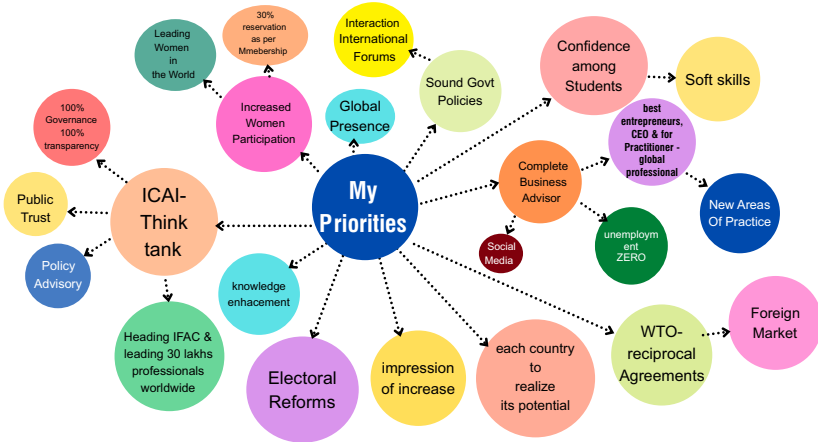 Leading
Women
in
the World
30%
reservation
as per
Mmebership
Interaction
International
Forums
Confidence
among
Students
Soft skills
Increased
Women
Participation
Global
Presence
Sound Govt
Policies
100%
Governance
100%
transparency
best
entrepreneurs,
CEO & for
Practitioner -
global
professional
Public
Trust
ICAI-
Think
tank
My
Priorities
Complete
Business
Advisor
New Areas
Of Practice
Policy
Advisory
knowledge
enhacement
Social
Media
unemploym
ent
ZERO
Heading IFAC &
leading 30 lakhs
professionals
worldwide
Electoral
Reforms
impression
of increase
each country
to
realize
its potential
WTO-
reciprocal
Agreements
Foreign
Market